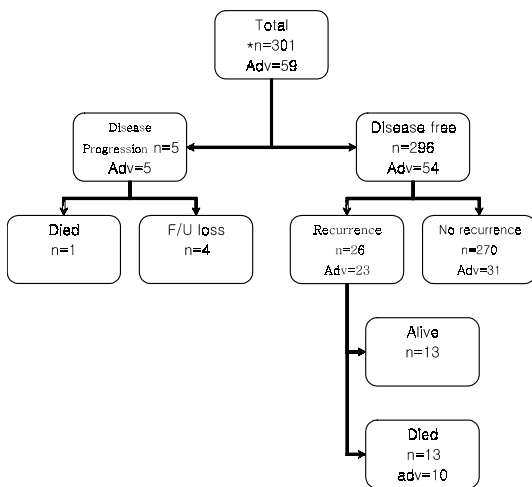 Total
*n=301
Adv=59
Disease
Progression n=5
Adv=5
Disease free
n=296
Adv=54
Died
n=1
F/U loss
n=4
Recurrence
n=26
Adv=23
No recurrence
n=270
Adv=31
Alive
n=13
Died
n=13
adv=10